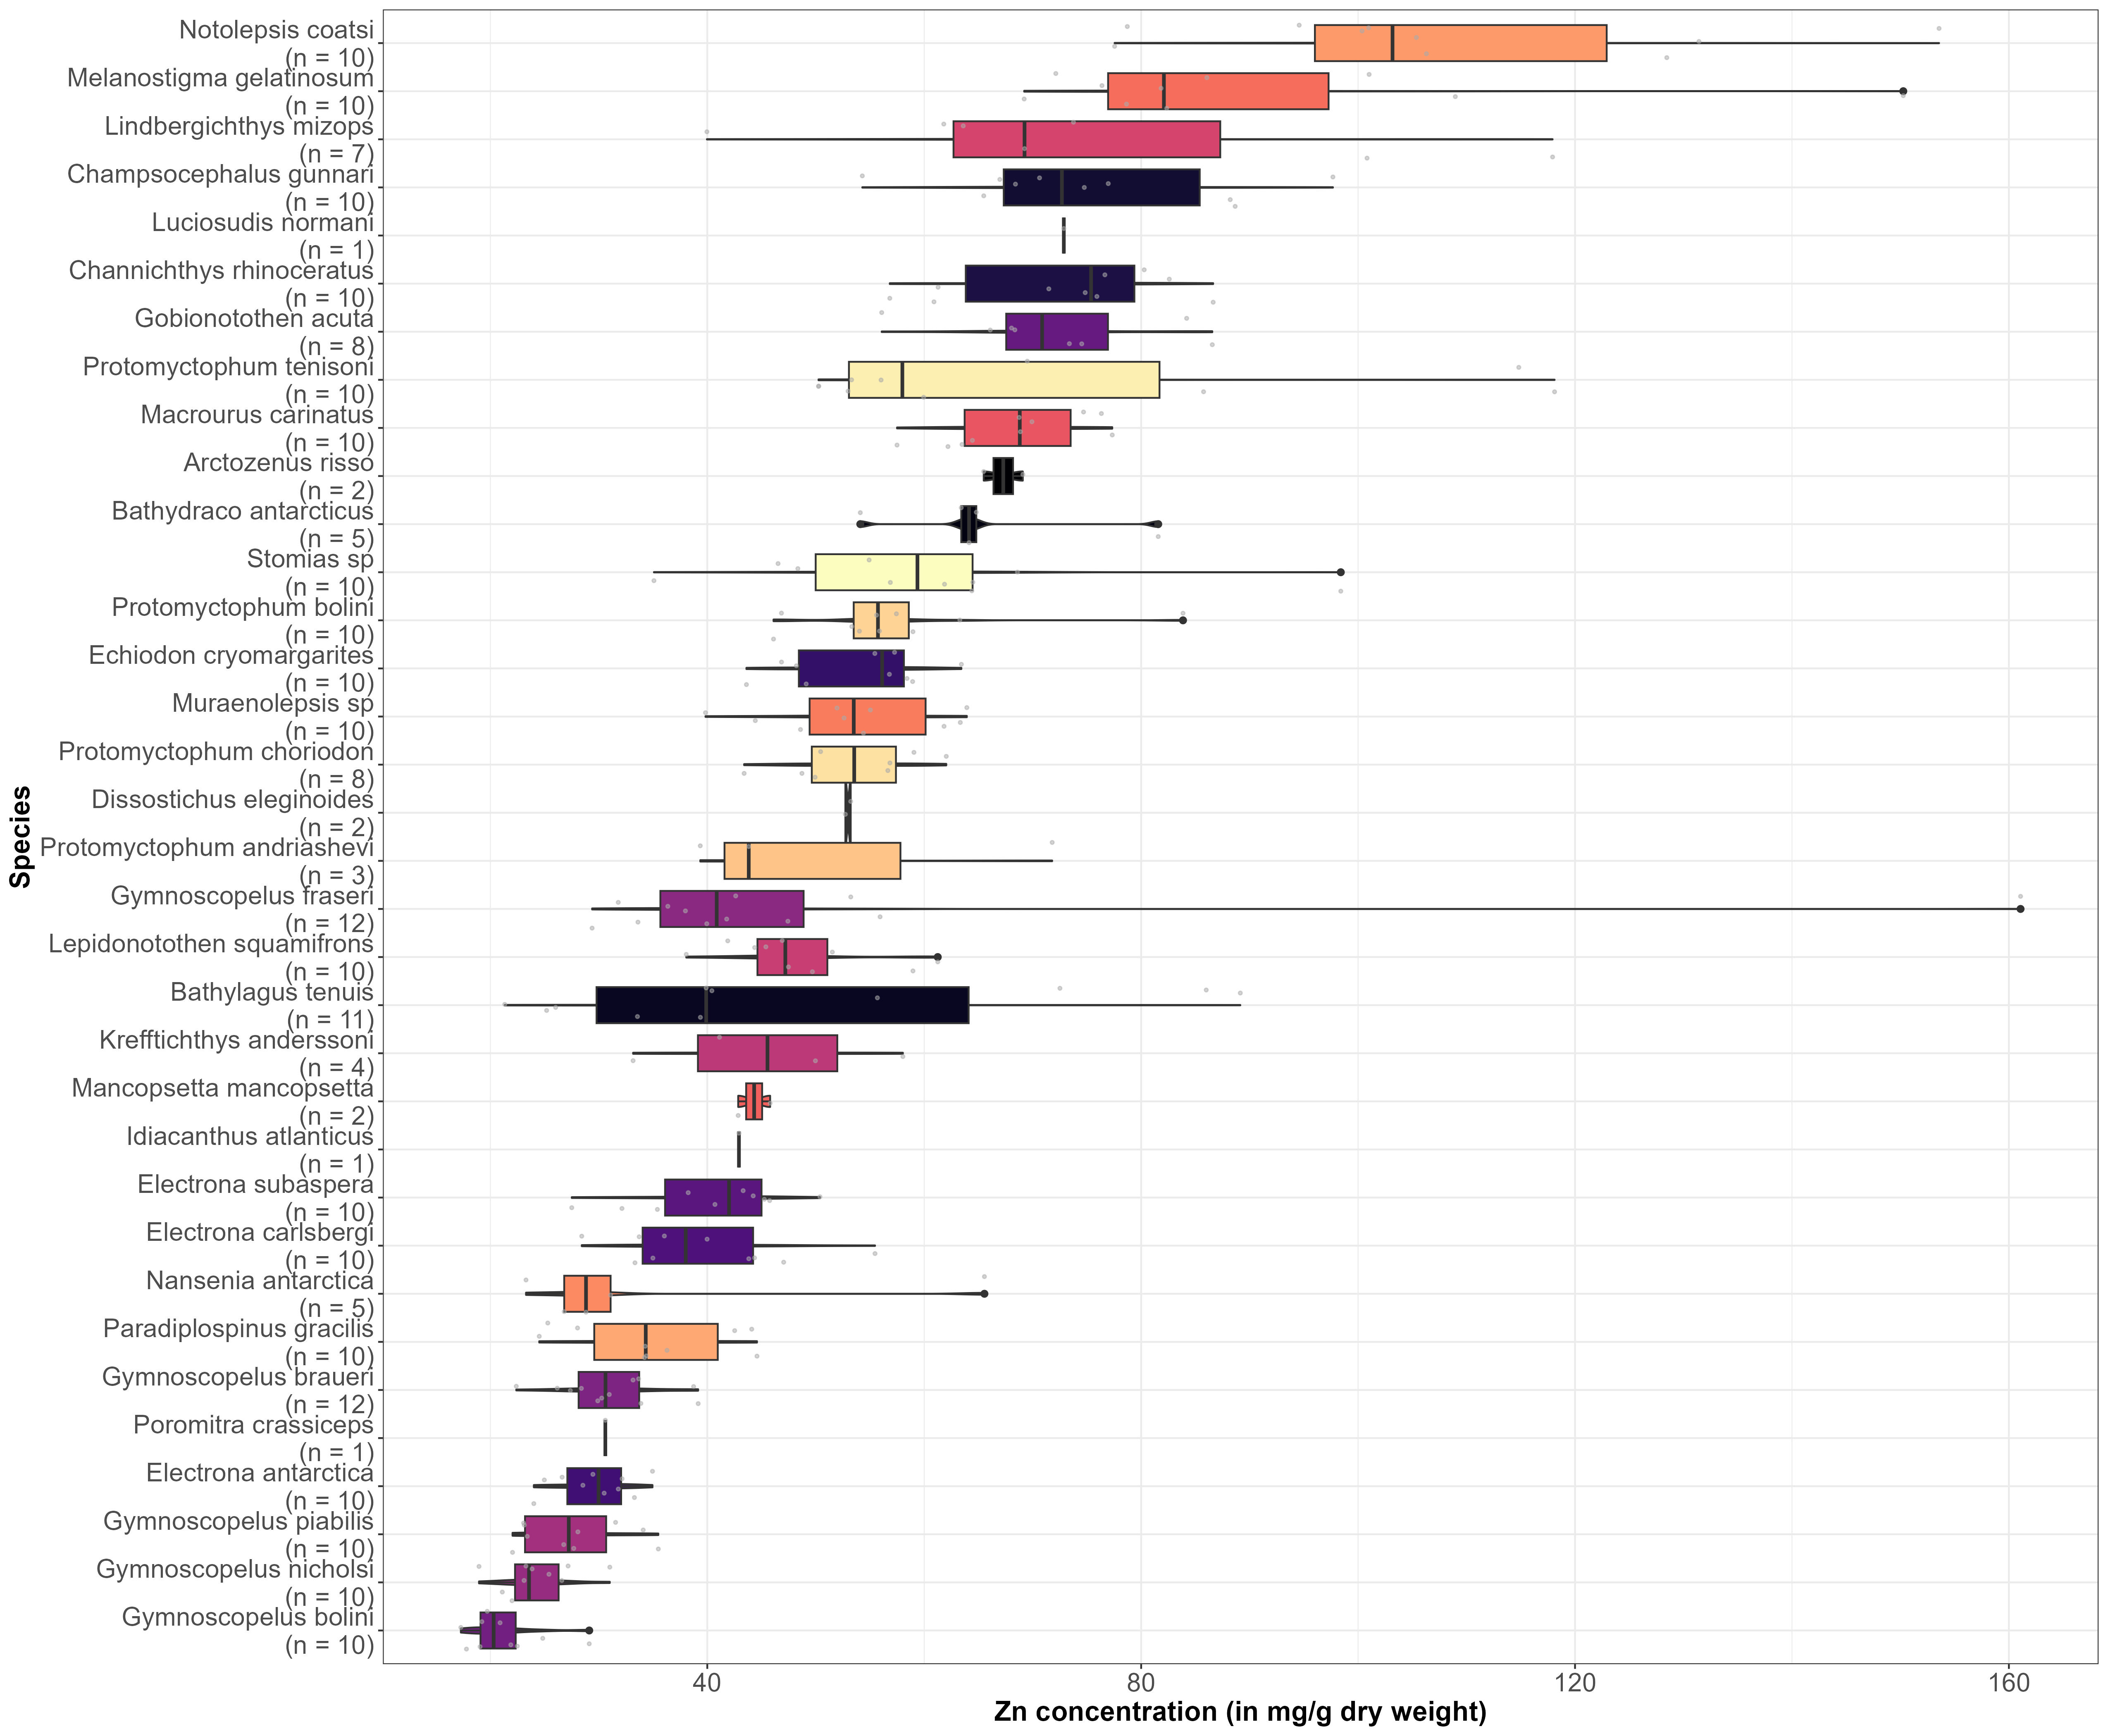 Notolepsis coatsi
(n = 10)
Melanostigma gelatinosum
(n = 10)
Lindbergichthys mizops
(n = 7)
Champsocephalus gunnari
(n = 10)
Luciosudis normani
(n = 1)
Channichthys rhinoceratus
(n = 10)
Gobionotothen acuta
(n = 8)
Protomyctophum tenisoni
(n = 10)
Macrourus carinatus
(n = 10)
Arctozenus risso
(n = 2)
Bathydraco antarcticus
(n = 5)
Stomias sp
(n = 10)
Protomyctophum bolini
(n = 10)
Echiodon cryomargarites
(n = 10)
Muraenolepsis sp
(n = 10)
Protomyctophum choriodon
(n = 8)
Dissostichus eleginoides
(n = 2)
Protomyctophum andriashevi
(n = 3)
Gymnoscopelus fraseri
(n = 12)
Lepidonotothen squamifrons
(n = 10)
Bathylagus tenuis
(n = 11)
Krefftichthys anderssoni
(n = 4)
Mancopsetta mancopsetta
(n = 2)
Idiacanthus atlanticus
(n = 1)
Electrona subaspera
(n = 10)
Electrona carlsbergi
(n = 10)
Nansenia antarctica
(n = 5)
Paradiplospinus gracilis
(n = 10)
Gymnoscopelus braueri
(n = 12)
Poromitra crassiceps
(n = 1)
Electrona antarctica
(n = 10)
Gymnoscopelus piabilis
(n = 10)
Gymnoscopelus nicholsi
(n = 10)
Gymnoscopelus bolini
(n = 10)
Species
40 80 120 160
Zn concentration (in mg/g dry weight)